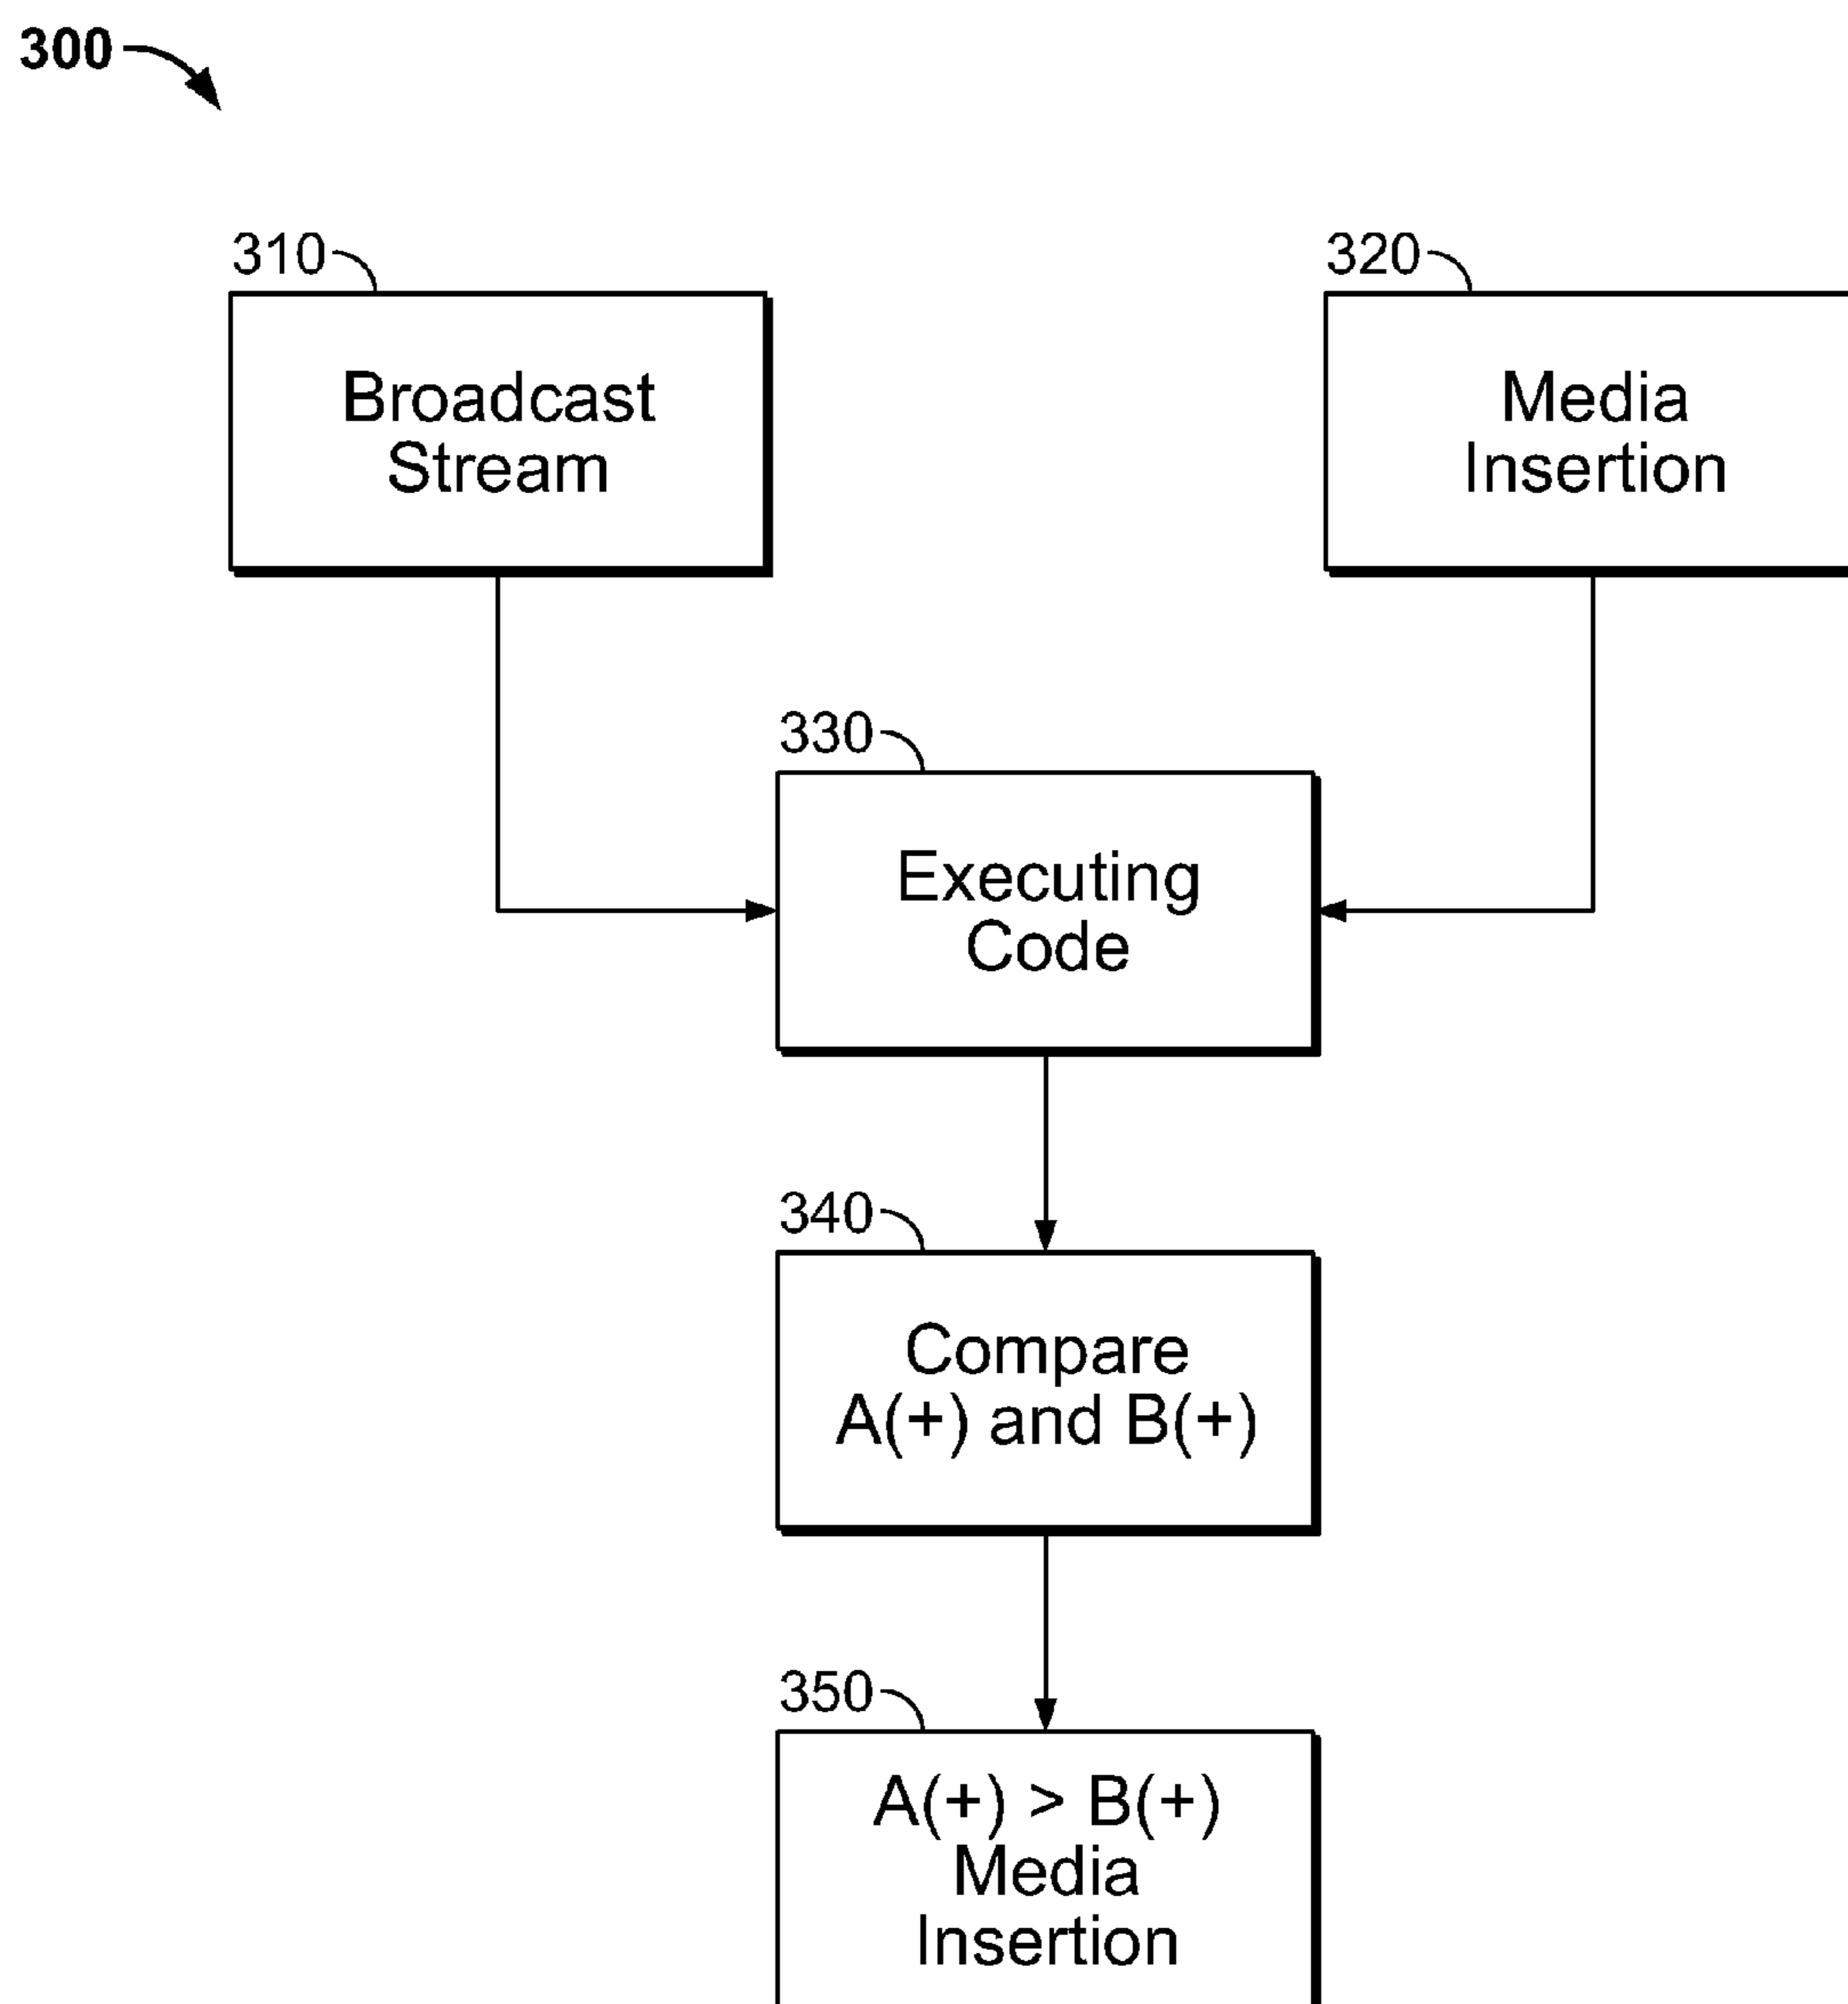 300
310
320
Broadcast
Stream
Media
Insertion
330
Executing
Code
340
Compare
A(+) and B(+)
350
A(+) > B(+)
Media
Insertion